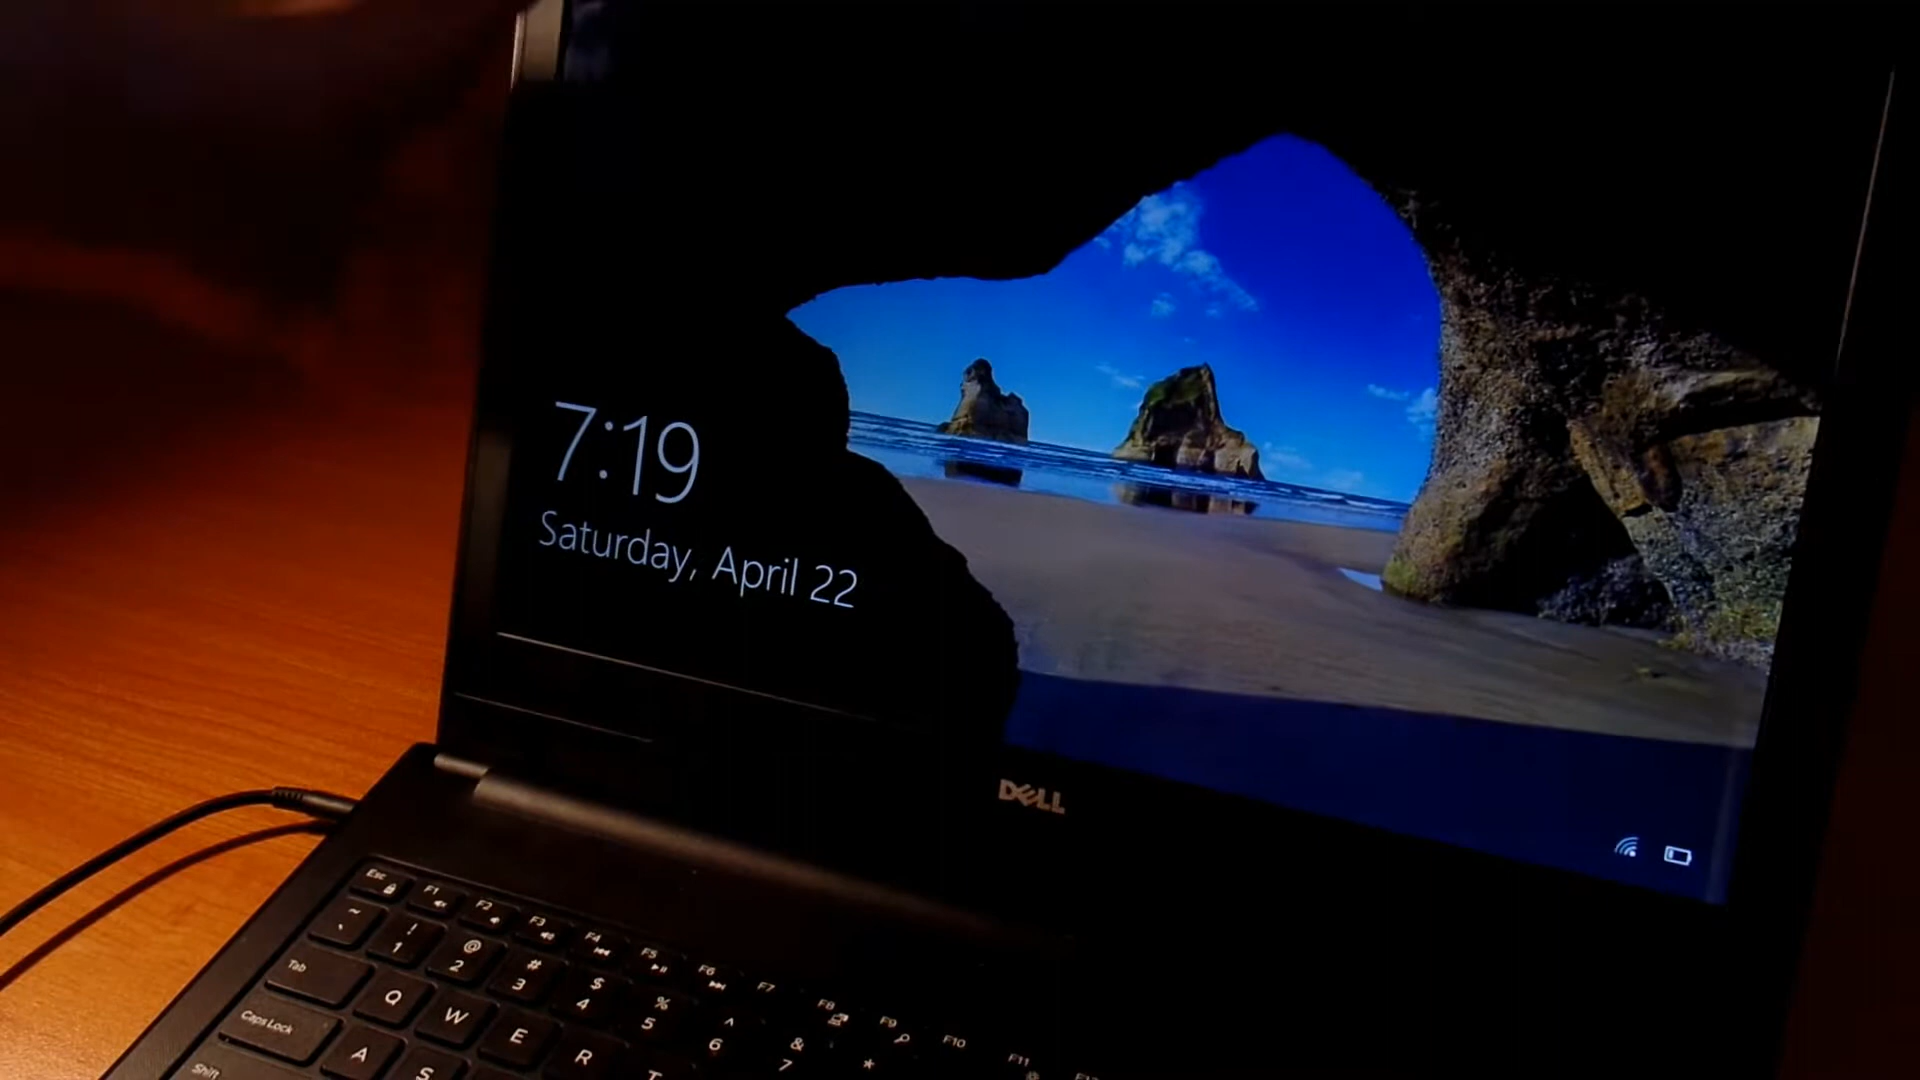 7:19
Saturday, April 22
DELL
Esc F1 F2 F3 F4 F5 F6 F7 F8 F9 F10 F11
~ ! @ # $ % ^ & *
` 1 2 3 4 5 6 7
Tab Q W E R T
Caps Lock A S
Shift